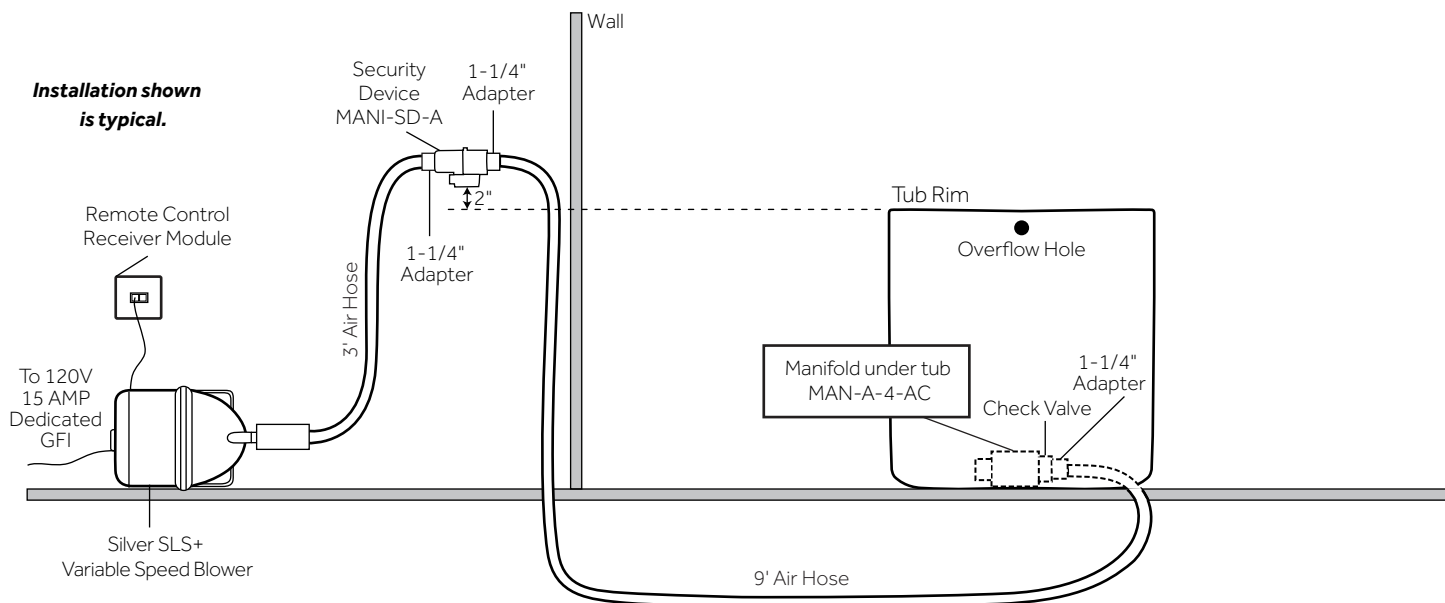 Wall
Installation shown
is typical.
Security
Device
MANI-SD-A
1-1/4"
Adapter
2"
Tub Rim
Overflow Hole
Remote Control
Receiver Module
1-1/4"
Adapter
3' Air Hose
To 120V
15 AMP
Dedicated
GFI
Manifold under tub
MAN-A-4-AC
1-1/4"
Adapter
Check Valve
Silver SLS+
Variable Speed Blower
9' Air Hose